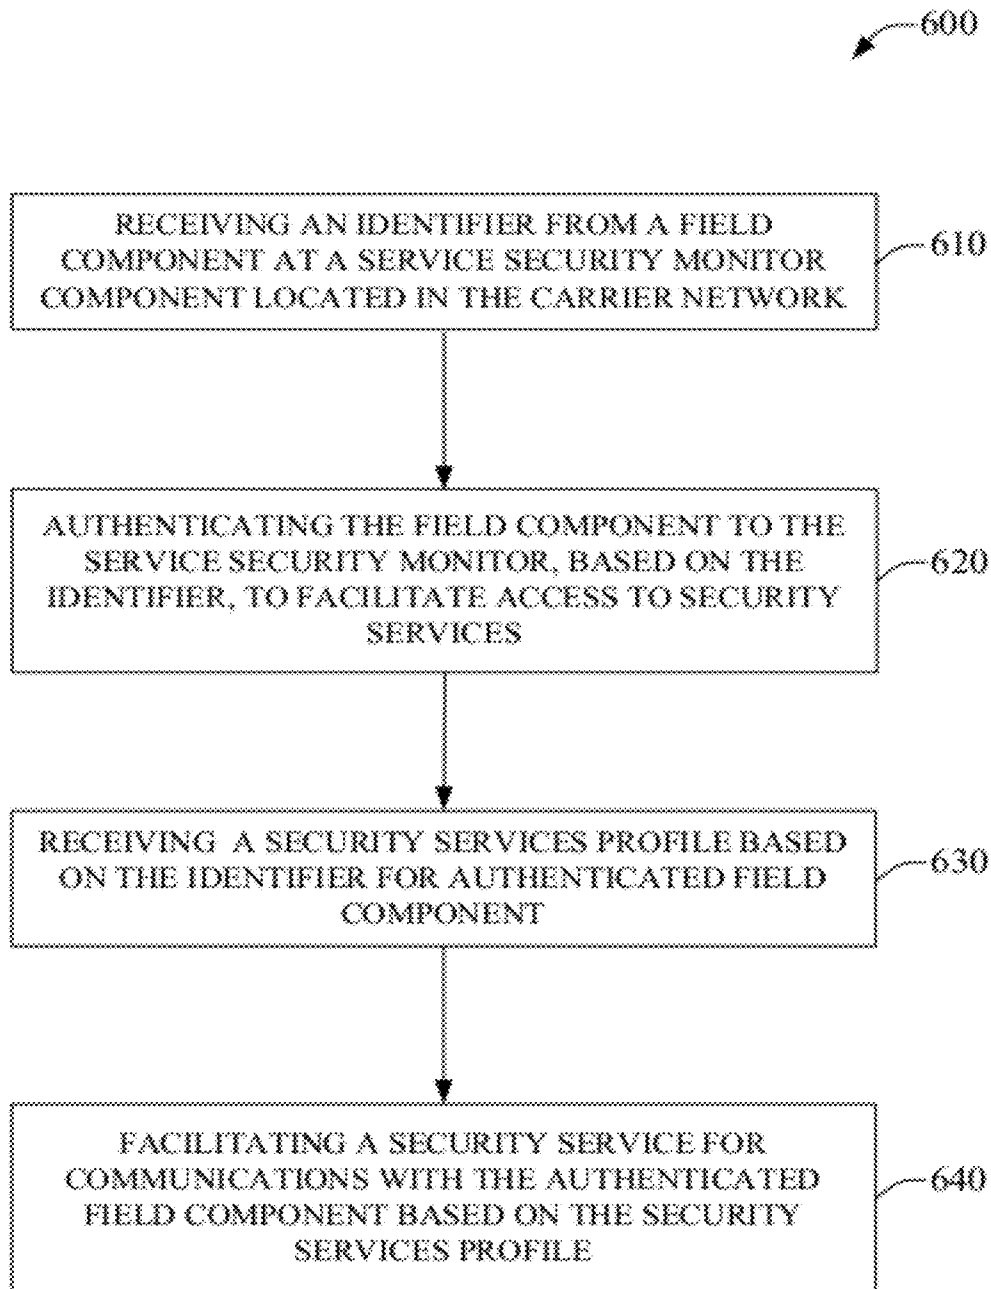 600
RECEIVING AN IDENTIFIER FROM A FIELD
COMPONENT AT A SERVICE SECURITY MONITOR
COMPONENT LOCATED IN THE CARRIER NETWORK
610
AUTHENTICATING THE FIELD COMPONENT TO THE
SERVICE SECURITY MONITOR, BASED ON THE
IDENTIFIER, TO FACILITATE ACCESS TO SECURITY
SERVICES
620
RECEIVING A SECURITY SERVICES PROFILE BASED
ON THE IDENTIFIER FOR AUTHENTICATED FIELD
COMPONENT
630
FACILITATING A SECURITY SERVICE FOR
COMMUNICATIONS WITH THE AUTHENTICATED
FIELD COMPONENT BASED ON THE SECURITY
SERVICES PROFILE
640